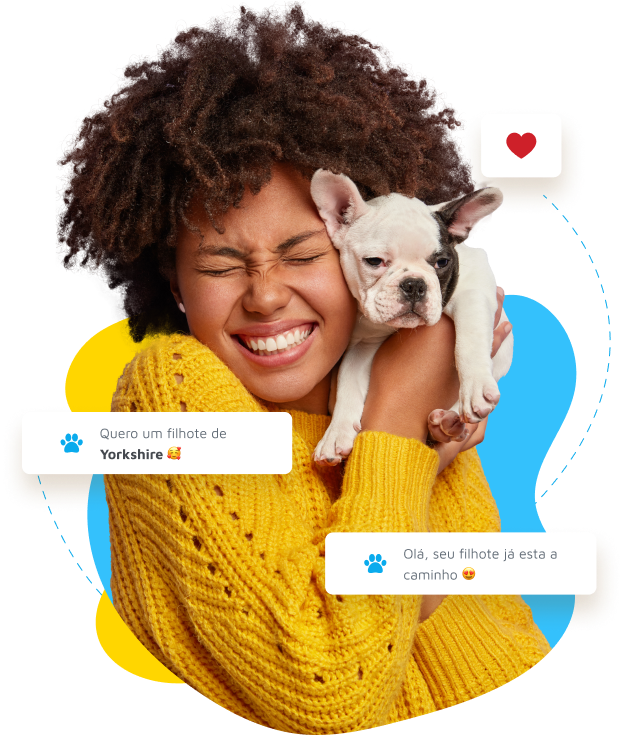 Quero um filhote de
Yorkshire 🥰
Olá, seu filhote já esta a
caminho 😍